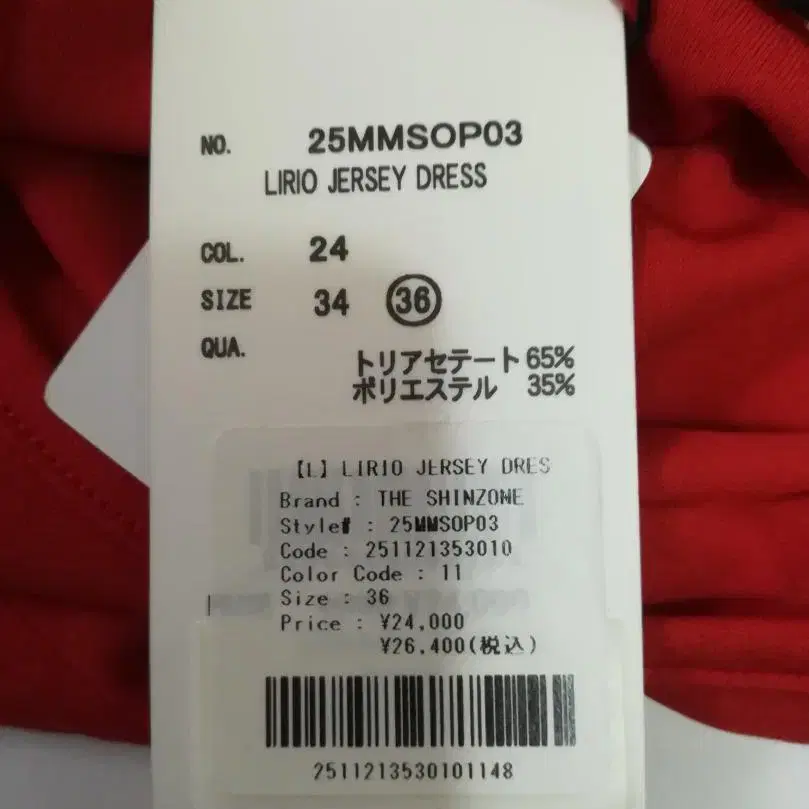 NO. 25MMSOP03
LIRIO JERSEY DRESS
COL. 24
SIZE 34 36
QUA. トリアセテート 65%
ポリエステル 35%
【L】LIRIO JERSEY DRES
Brand : THE SHINZONE
Style# : 25MMSOP03
Code : 251121353010
Color Code : 11
Size : 36
Price : ¥24,000
¥26,400(税込)
2511213530101148